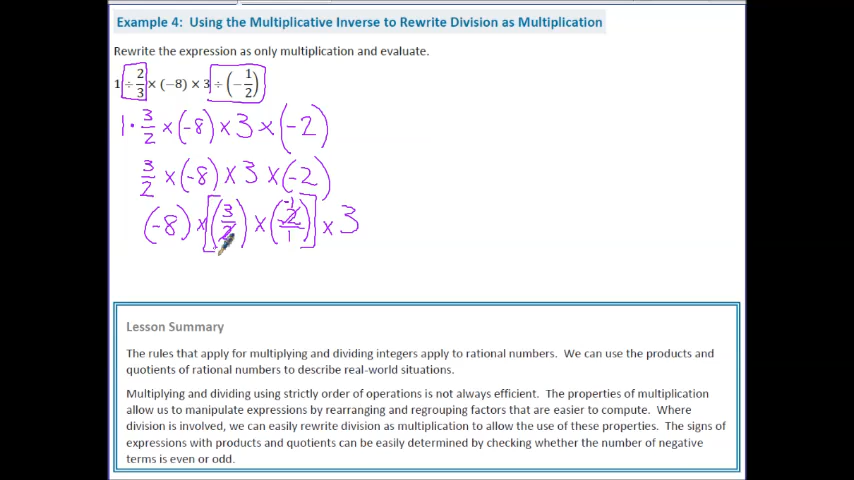 Example 4: Using the Multiplicative Inverse to Rewrite Division as Multiplication
Rewrite the expression as only multiplication and evaluate.
1 ÷ 2/3 × (−8) × 3 ÷ (−1/2)
1 · 3/2 × (-8) × 3 × (-2)
3/2 × (-8) × 3 × (-2)
(-8) × [(3/2) × (-2/1)] × 3
Lesson Summary
The rules that apply for multiplying and dividing integers apply to rational numbers. We can use the products and
quotients of rational numbers to describe real-world situations.
Multiplying and dividing using strictly order of operations is not always efficient. The properties of multiplication
allow us to manipulate expressions by rearranging and regrouping factors that are easier to compute. Where
division is involved, we can easily rewrite division as multiplication to allow the use of these properties. The signs of
expressions with products and quotients can be easily determined by checking whether the number of negative
terms is even or odd.